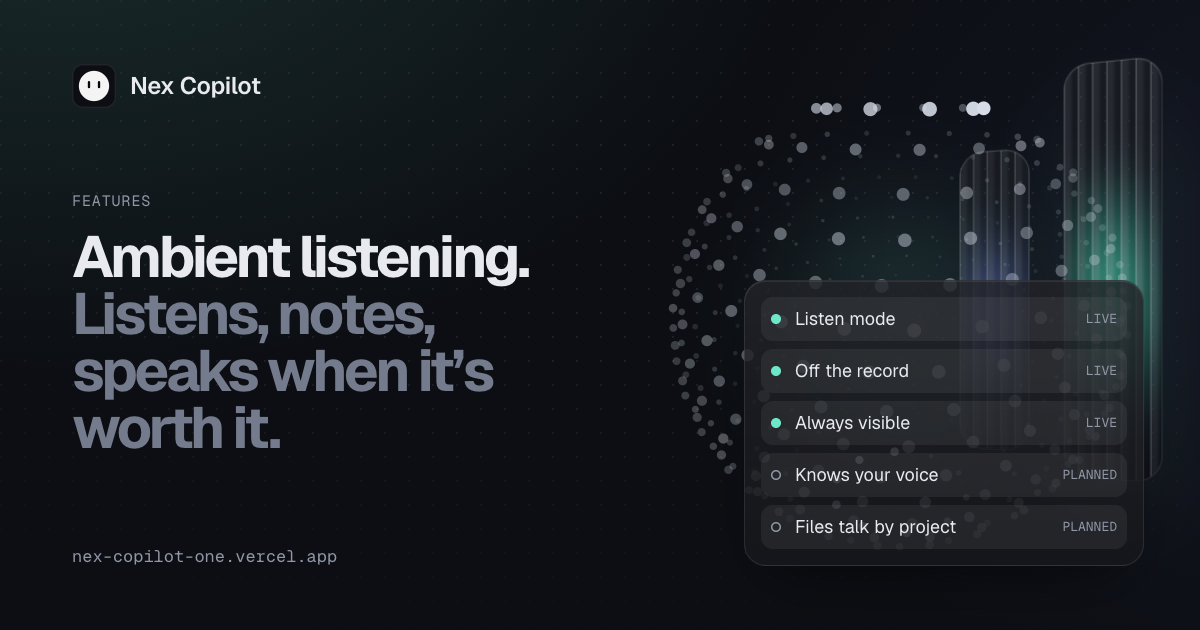 Nex Copilot
FEATURES
Ambient listening.
Listens, notes,
speaks when it’s
worth it.
nex-copilot-one.vercel.app
Listen mode LIVE
Off the record LIVE
Always visible LIVE
Knows your voice PLANNED
Files talk by project PLANNED